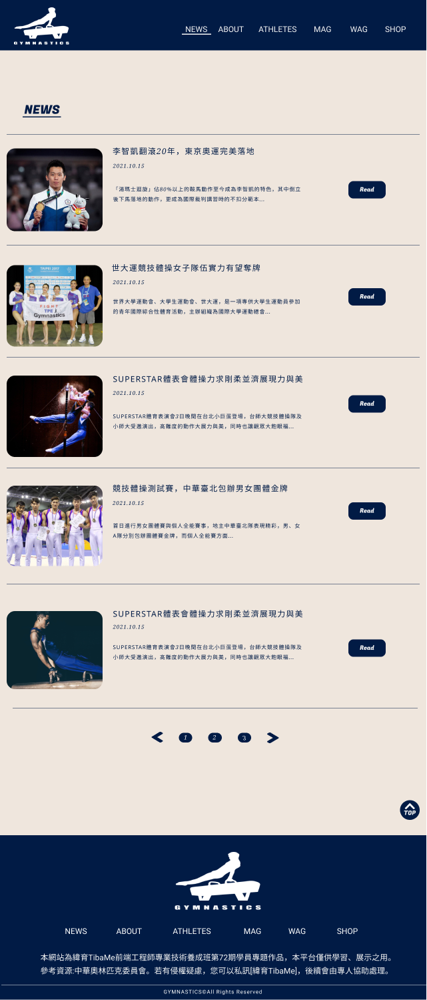 GYMNASTICS
NEWS ABOUT ATHLETES MAG WAG SHOP
NEWS
李智凱翻滾20年，東京奧運完美落地
2021.10.15
「湯瑪士迴旋」佔80%以上的鞍馬動作至今成為李智凱的特色，其中倒立
後下馬落地的動作，更成為國際裁判講習時的不扣分範本...
Read
TAIPEI 2017
FIGHT
TPE
Gymnastics
世大運競技體操女子隊伍實力有望奪牌
2021.10.15
世界大學運動會、大學生運動會、世大運，是一項專供大學生運動員參加
的青年國際綜合性體育活動，主辦組織為國際大學運動總會...
Read
SUPERSTAR體表會體操力求剛柔並濟展現力與美
2021.10.15
SUPERSTAR體育表演會3日晚間在台北小巨蛋登場，台師大競技體操隊及
小師大受邀演出，高難度的動作大展力與美，同時也讓觀眾大飽眼福...
Read
競技體操測試賽，中華臺北包辦男女團體金牌
2021.10.15
首日進行男女團體賽與個人全能賽事，地主中華臺北隊表現精彩，男、女
A隊分別包辦團體賽金牌，而個人全能賽方面...
Read
SUPERSTAR體表會體操力求剛柔並濟展現力與美
2021.10.15
SUPERSTAR體育表演會3日晚間在台北小巨蛋登場，台師大競技體操隊及
小師大受邀演出，高難度的動作大展力與美，同時也讓觀眾大飽眼福...
Read
< 1 2 3 >
TOP
GYMNASTICS
NEWS ABOUT ATHLETES MAG WAG SHOP
本網站為緯育TibaMe前端工程師專業技術養成班第72期學員專題作品，本平台僅供學習、展示之用。
參考資源:中華奧林匹克委員會。若有侵權疑慮，您可以私訊[緯育TibaMe]，後續會由專人協助處理。
GYMNASTICS©All Rights Reserved